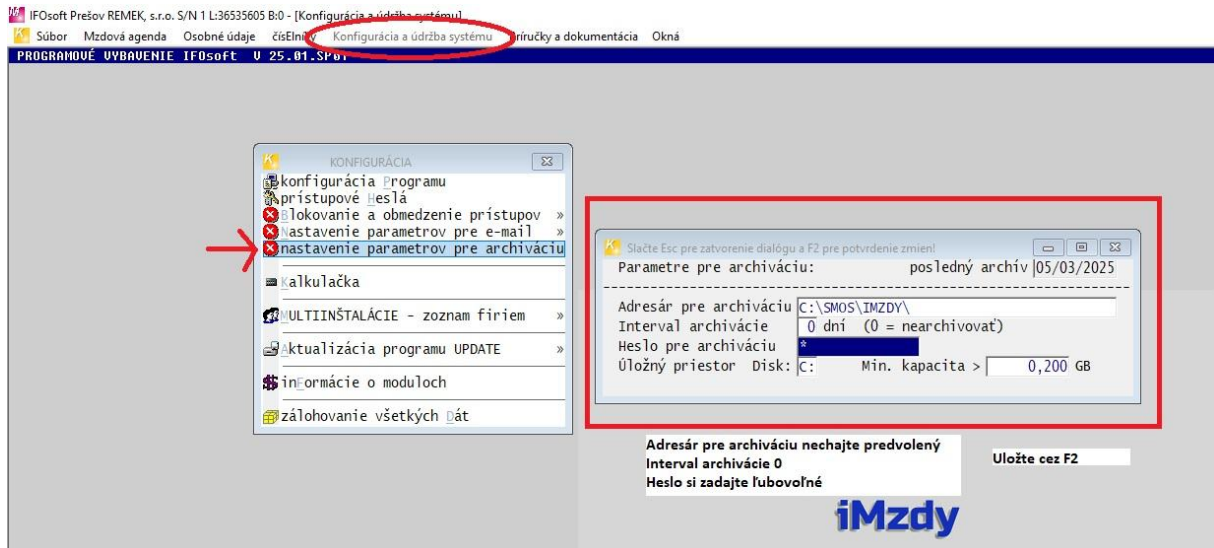 IFOsoft Prešov REMEK, s.r.o. S/N 1 L:36535605 B:0 - [Konfigurácia a údržba systému]
Súbor Mzdová agenda Osobné údaje čísElníky Konfigurácia a údržba systému príručky a dokumentácia Okná
PROGRAMOVÉ VYBAVENIE IFOsoft V 25.01.SP01
KONFIGURÁCIA
konfigurácia Programu
prístupové Heslá
Blokovanie a obmedzenie prístupov »
Nastavenie parametrov pre e-mail »
nastavenie parametrov pre archiváciu
Kalkulačka
MULTIINŠTALÁCIE - zoznam firiem »
Aktualizácia programu UPDATE »
inFormácie o moduloch
zálohovanie všetkých Dát
Slačte Esc pre zatvorenie dialógu a F2 pre potvrdenie zmien!
Parametre pre archiváciu: posledný archív 05/03/2025
Adresár pre archiváciu C:\SMOS\IMZDY\
Interval archivácie 0 dní (0 = nearchivovať)
Heslo pre archiváciu *
Úložný priestor Disk: C: Min. kapacita > 0,200 GB
Adresár pre archiváciu nechajte predvolený
Interval archivácie 0
Heslo si zadajte ľubovoľné
Uložte cez F2
iMzdy